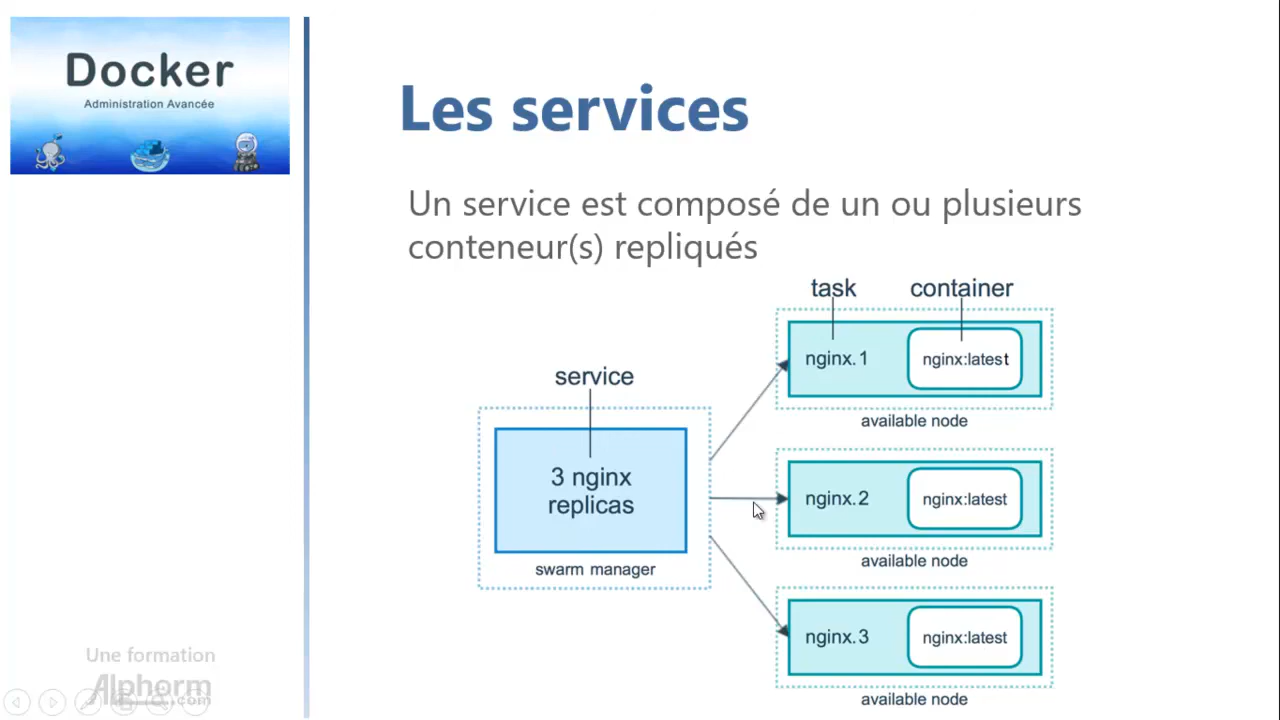 Docker
Administration Avancée
Les services
Un service est composé de un ou plusieurs
conteneur(s) repliqués
task
container
nginx.1
nginx:latest
available node
service
3 nginx
replicas
swarm manager
nginx.2
nginx:latest
available node
nginx.3
nginx:latest
available node
Une formation
Alphorm
.com